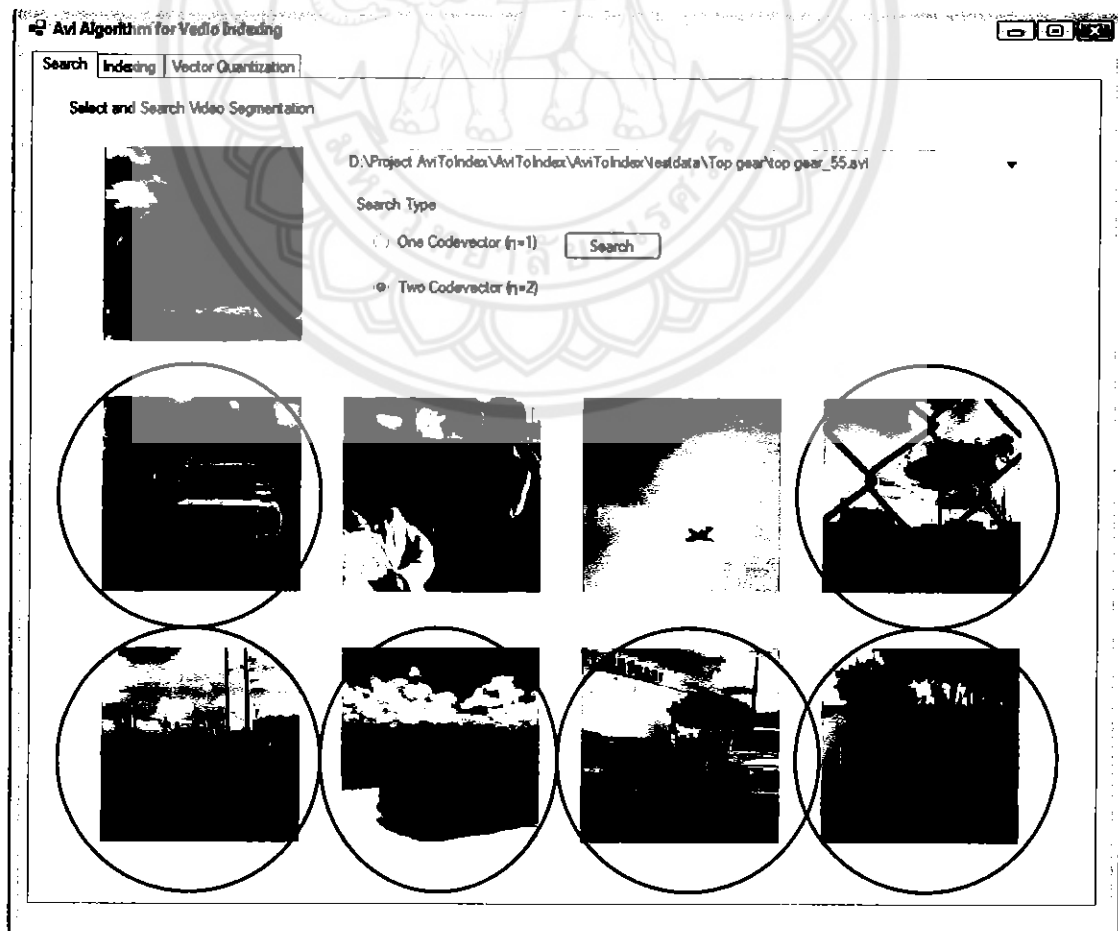 Avi Algorithm for Vedio Indexing
Search Indexing Vector Quantization
Select and Search Video Segmentation
D:\Project AviToIndex\AviToIndex\AviToIndex\testdata\Top gear\top gear_55.avi
Search Type
One Codevector (n=1)
Search
Two Codevector (n=2)